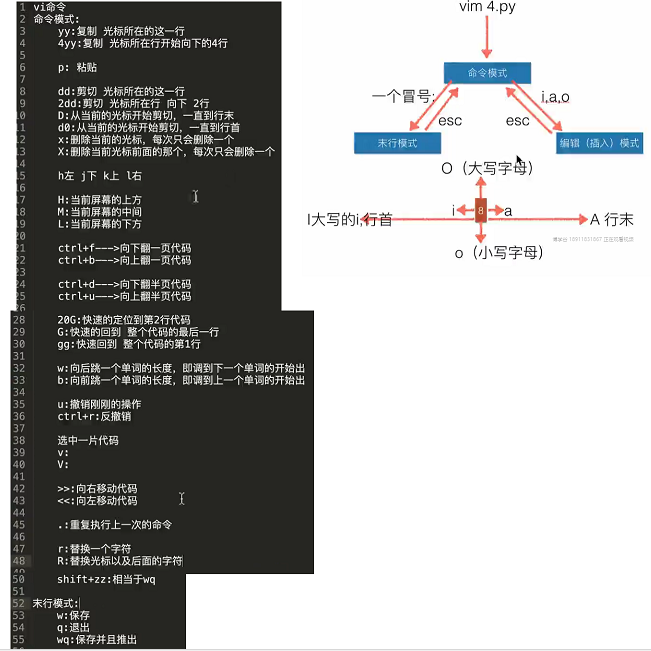 1 vi命令
2 命令模式:
3 yy:复制 光标所在的这一行
4 4yy:复制 光标所在行开始向下的4行
5
6 p: 粘贴
7
8 dd:剪切 光标所在的这一行
9 2dd:剪切 光标所在行 向下 2行
10 D:从当前的光标开始剪切，一直到行末
11 d0:从当前的光标开始剪切，一直到行首
12 x:删除当前的光标，每次只会删除一个
13 X:删除当前光标前面的那个，每次只会删除一个
14
15 h左 j下 k上 l右
16
17 H:当前屏幕的上方
18 M:当前屏幕的中间
19 L:当前屏幕的下方
20
21 ctrl+f--->向下翻一页代码
22 ctrl+b--->向上翻一页代码
23
24 ctrl+d--->向下翻半页代码
25 ctrl+u--->向上翻半页代码
26
28 20G:快速的定位到第2行代码
29 G:快速的回到 整个代码的最后一行
30 gg:快速回到 整个代码的第1行
31
32 w:向后跳一个单词的长度，即调到下一个单词的开始出
33 b:向前跳一个单词的长度，即调到上一个单词的开始出
34
35 u:撤销刚刚的操作
36 ctrl+r:反撤销
37
38 选中一片代码
39 v:
40 V:
41
42 >>:向右移动代码
43 <<:向左移动代码
44
45 .:重复执行上一次的命令
46
47 r:替换一个字符
48 R:替换光标以及后面的字符
50 shift+zz:相当于wq
51
52 末行模式:
53 w:保存
54 q:退出
55 wq:保存并且推出
vim 4.py
命令模式
一个冒号:
i,a,o
esc
esc
末行模式
编辑（插入）模式
O（大写字母）
i
8
a
I大写的i,行首
A 行末
o（小写字母）